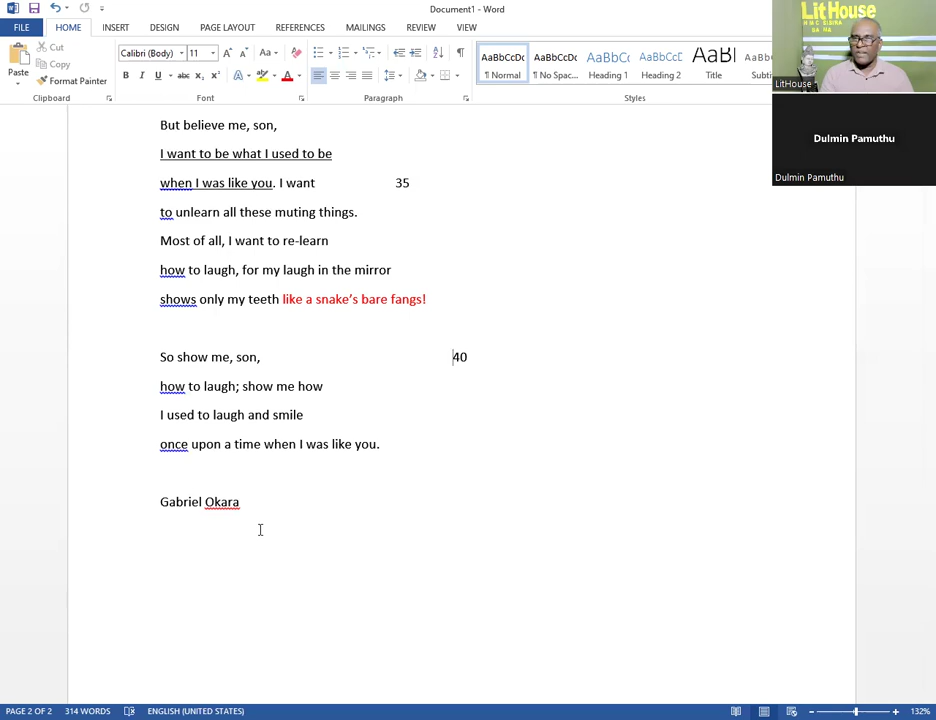 Document1 - Word
FILE HOME INSERT DESIGN PAGE LAYOUT REFERENCES MAILINGS REVIEW VIEW
Paste
Cut
Copy
Format Painter
Calibri (Body) 11
AaBbCcDc AaBbCcDc AaBbCc AaBbCcD AaBl AaBb
¶ Normal ¶ No Spac... Heading 1 Heading 2 Title Subti
Clipboard Font Paragraph Styles
LitHouse
LitHouse
Dulmin Pamuthu
Dulmin Pamuthu
But believe me, son,
I want to be what I used to be
when I was like you. I want 35
to unlearn all these muting things.
Most of all, I want to re-learn
how to laugh, for my laugh in the mirror
shows only my teeth like a snake’s bare fangs!
So show me, son, 40
how to laugh; show me how
I used to laugh and smile
once upon a time when I was like you.
Gabriel Okara
PAGE 2 OF 2 314 WORDS ENGLISH (UNITED STATES) 132%